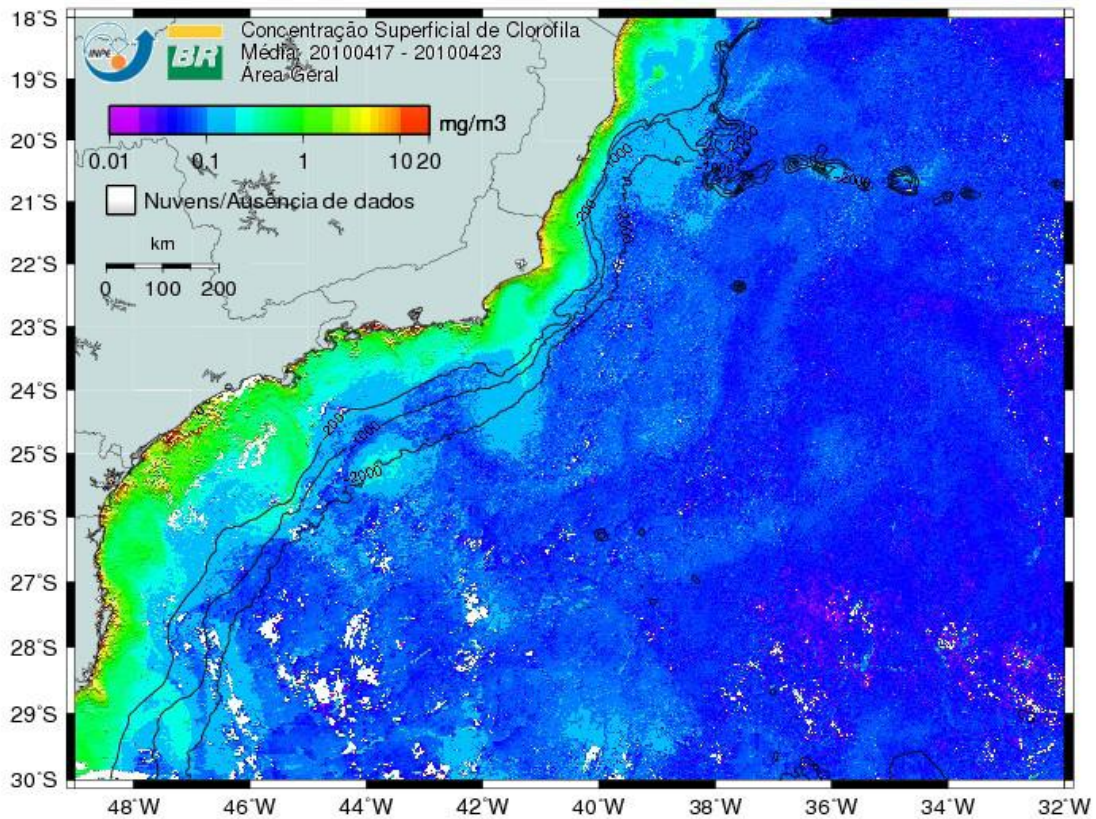 INPE
BR
Concentração Superficial de Clorofila
Média: 20100417 - 20100423
Área Geral
mg/m3
0.01 0.1 1 10 20
Nuvens/Ausência de dados
km
0 100 200
18°S
19°S
20°S
21°S
22°S
23°S
24°S
25°S
26°S
27°S
28°S
29°S
30°S
-1000
-200
-200
-1000
-2000
48°W 46°W 44°W 42°W 40°W 38°W 36°W 34°W 32°W